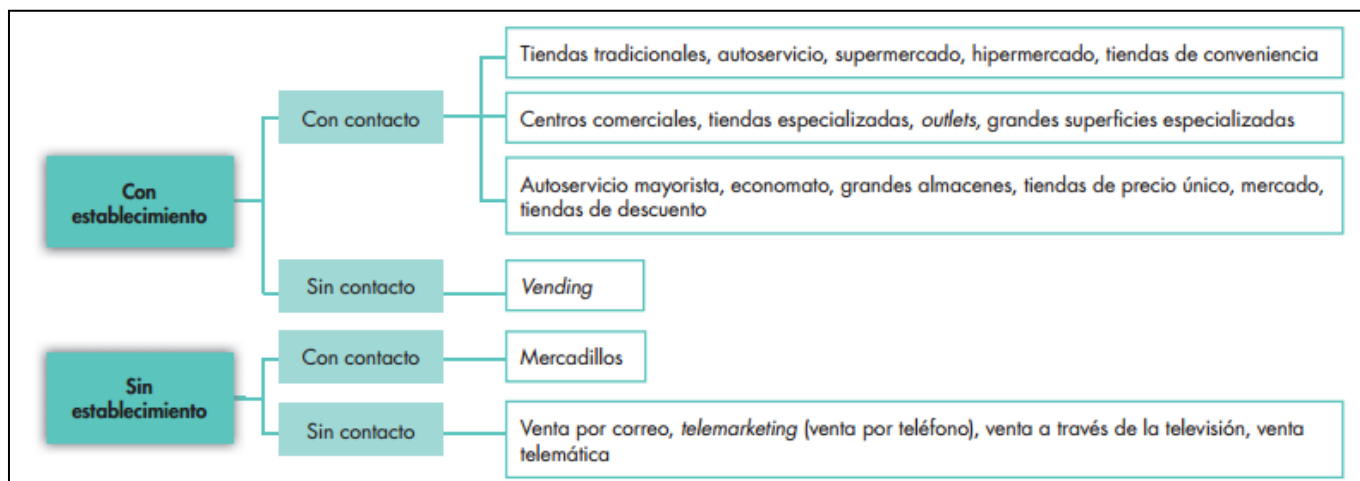 Con
establecimiento
Con contacto
Tiendas tradicionales, autoservicio, supermercado, hipermercado, tiendas de conveniencia
Centros comerciales, tiendas especializadas, outlets, grandes superficies especializadas
Autoservicio mayorista, economato, grandes almacenes, tiendas de precio único, mercado,
tiendas de descuento
Sin contacto
Vending
Sin
establecimiento
Con contacto
Mercadillos
Sin contacto
Venta por correo, telemarketing (venta por teléfono), venta a través de la televisión, venta
telemática